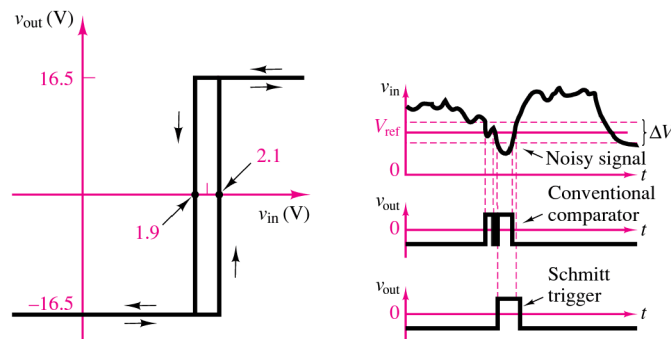 v_out (V)
16.5
2.1
1.9
v_in (V)
−16.5
v_in
V_ref
ΔV
0
Noisy signal
t
v_out
0
Conventional
comparator
t
v_out
0
Schmitt
trigger
t